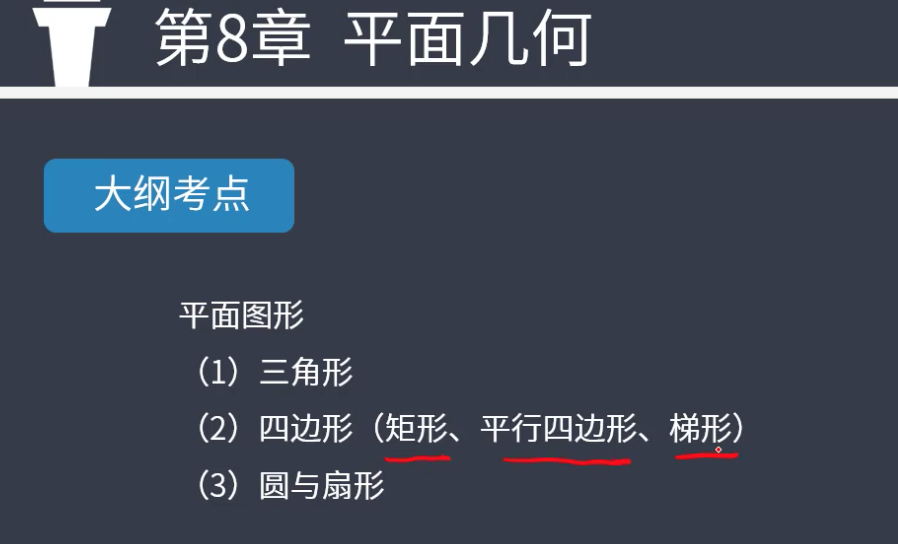 第8章 平面几何
大纲考点
平面图形
（1）三角形
（2）四边形（矩形、平行四边形、梯形）
（3）圆与扇形